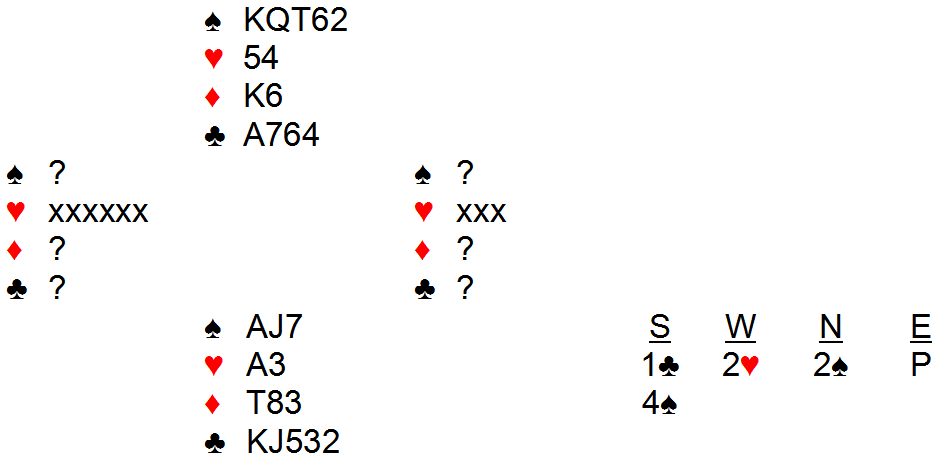 ♠ KQT62
♥ 54
♦ K6
♣ A764
♠ ? ♠ ?
♥ xxxxxx ♥ xxx
♦ ? ♦ ?
♣ ? ♣ ?
♠ AJ7 S W N E
♥ A3 1♣ 2♥ 2♠ P
♦ T83 4♠
♣ KJ532